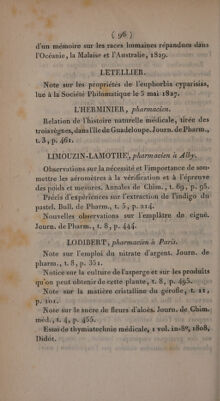 ( 96 )
d'un mémoire sur les races humaines répandues dans
l'Océanie, la Malaisie et l'Australie, 1829.
LETELLIER.
Note sur les propriétés de l'euphorbia cyparisias,
lue à la Société Philomatique le 5 mai 1827.
L'HERMINIER, pharmacien.
Relation de l'histoire naturelle médicale, tirée des
trois règnes, dans l'île de Guadeloupe. Journ. de Pharm.,
t. 3, p. 461.
LIMOUZIN-LAMOTHE, pharmacien à Alby.
Observations sur la nécessité et l'importance de sou-
mettre les aéromètres à la vérification et à l'épreuve
des poids et mesures. Annales de Chim., t. 69, p. 95.
Précis d'expériences sur l'extraction de l'indigo du
pastel. Bull. de Pharm., t. 5, p. 214.
Nouvelles observations sur l'emplâtre de ciguë.
Journ. de Pharm., t. 8, p. 444.
LODIBERT, pharmacien à Paris.
Note sur l'emploi du nitrate d'argent. Journ. de
pharm., t. 8, p. 351.
Notice sur la culture de l'asperge et sur les produits
qu'on peut obtenir de cette plante, t. 8, p. 495.
Note sur la matière cristalline du gérofle, t. 11,
p. 101.
Note sur le sucre de fleurs d'aloès. Journ. de Chim.
méd., t. 4, p. 455.
Essai de thymiatechnie médicale, 1 vol. in-8°, 1808,
Didot.